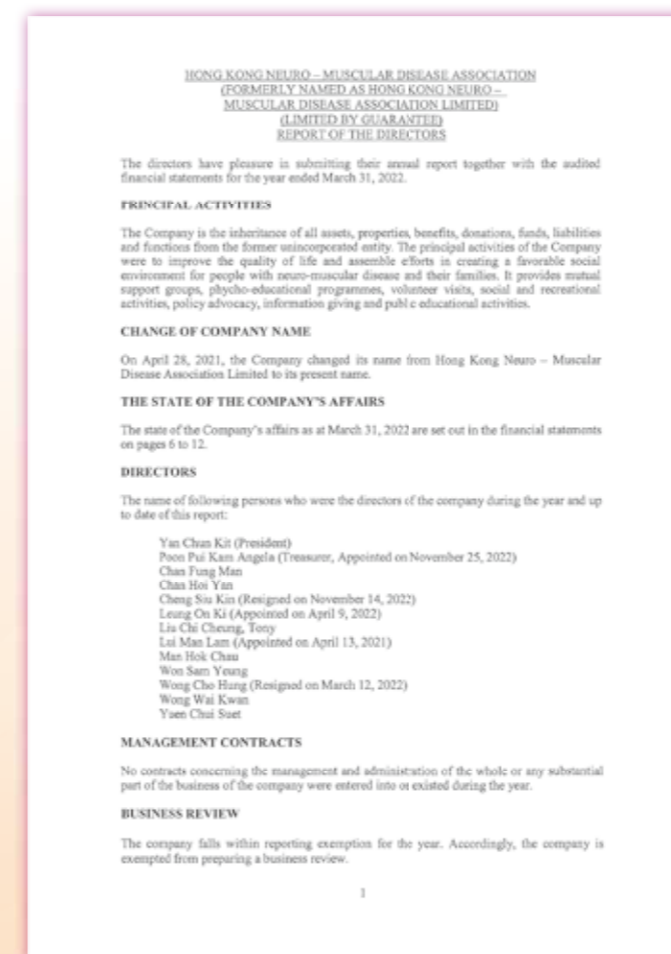 HONG KONG NEURO – MUSCULAR DISEASE ASSOCIATION
(FORMERLY NAMED AS HONG KONG NEURO –
MUSCULAR DISEASE ASSOCIATION LIMITED)
(LIMITED BY GUARANTEE)
REPORT OF THE DIRECTORS
The directors have pleasure in submitting their annual report together with the audited
financial statements for the year ended March 31, 2022.
PRINCIPAL ACTIVITIES
The Company is the inheritance of all assets, properties, benefits, donations, funds, liabilities
and functions from the former unincorporated entity. The principal activities of the Company
were to improve the quality of life and assemble efforts in creating a favorable social
environment for people with neuro-muscular disease and their families. It provides mutual
support groups, phycho-educational programmes, volunteer visits, social and recreational
activities, policy advocacy, information giving and public educational activities.
CHANGE OF COMPANY NAME
On April 28, 2021, the Company changed its name from Hong Kong Neuro – Muscular
Disease Association Limited to its present name.
THE STATE OF THE COMPANY'S AFFAIRS
The state of the Company's affairs as at March 31, 2022 are set out in the financial statements
on pages 6 to 12.
DIRECTORS
The name of following persons who were the directors of the company during the year and up
to date of this report:
Yan Chun Kit (President)
Poon Pui Kam Angela (Treasurer, Appointed on November 25, 2022)
Chan Fung Man
Chan Hoi Yan
Cheng Siu Kin (Resigned on November 14, 2022)
Leung On Ki (Appointed on April 9, 2022)
Liu Chi Cheung, Tony
Lui Man Lam (Appointed on April 13, 2021)
Man Hok Chau
Won Sam Yeung
Wong Cho Hung (Resigned on March 12, 2022)
Wong Wai Kwan
Yuen Chui Suet
MANAGEMENT CONTRACTS
No contracts concerning the management and administration of the whole or any substantial
part of the business of the company were entered into or existed during the year.
BUSINESS REVIEW
The company falls within reporting exemption for the year. Accordingly, the company is
exempted from preparing a business review.
1